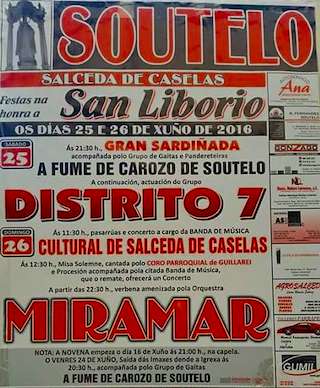 SOUTELO
SALCEDA DE CASELAS
Festas na
honra a
San Liborio
OS DÍAS 25 E 26 DE XUÑO DE 2016
SÁBADO
25
GRAN SARDIÑADA
Ás 21:30 h.,
acompañada polo Grupo de Gaitas e Pandereteiras
A FUME DE CAROZO DE SOUTELO
A continuación, actuación do Grupo
DISTRITO 7
DOMINGO
26
Ás 11:30 h., pasarrúas e concerto a cargo da BANDA DE MÚSICA
CULTURAL DE SALCEDA DE CASELAS
Ás 12:30 h., Misa Solemne, cantada polo CORO PARROQUIAL de GUILLAREI
e Procesión acompañada pola citada Banda de Música,
que o remate, ofrecerá un Concerto
A partir das 22:30 h., verbena amenizada pola Orquestra
MIRAMAR
NOTA: A NOVENA empeza o día 16 de Xuño ás 21:00 h., na capela.
O VENRES 24 DE XUÑO, Saída das Imaxes dende a Igrexa ás
20:30 h., acompañada polo Grupo de Gaitas
A FUME DE CAROZO DE SOUTELO
Ana
AGROSALCEDA
GUMIL